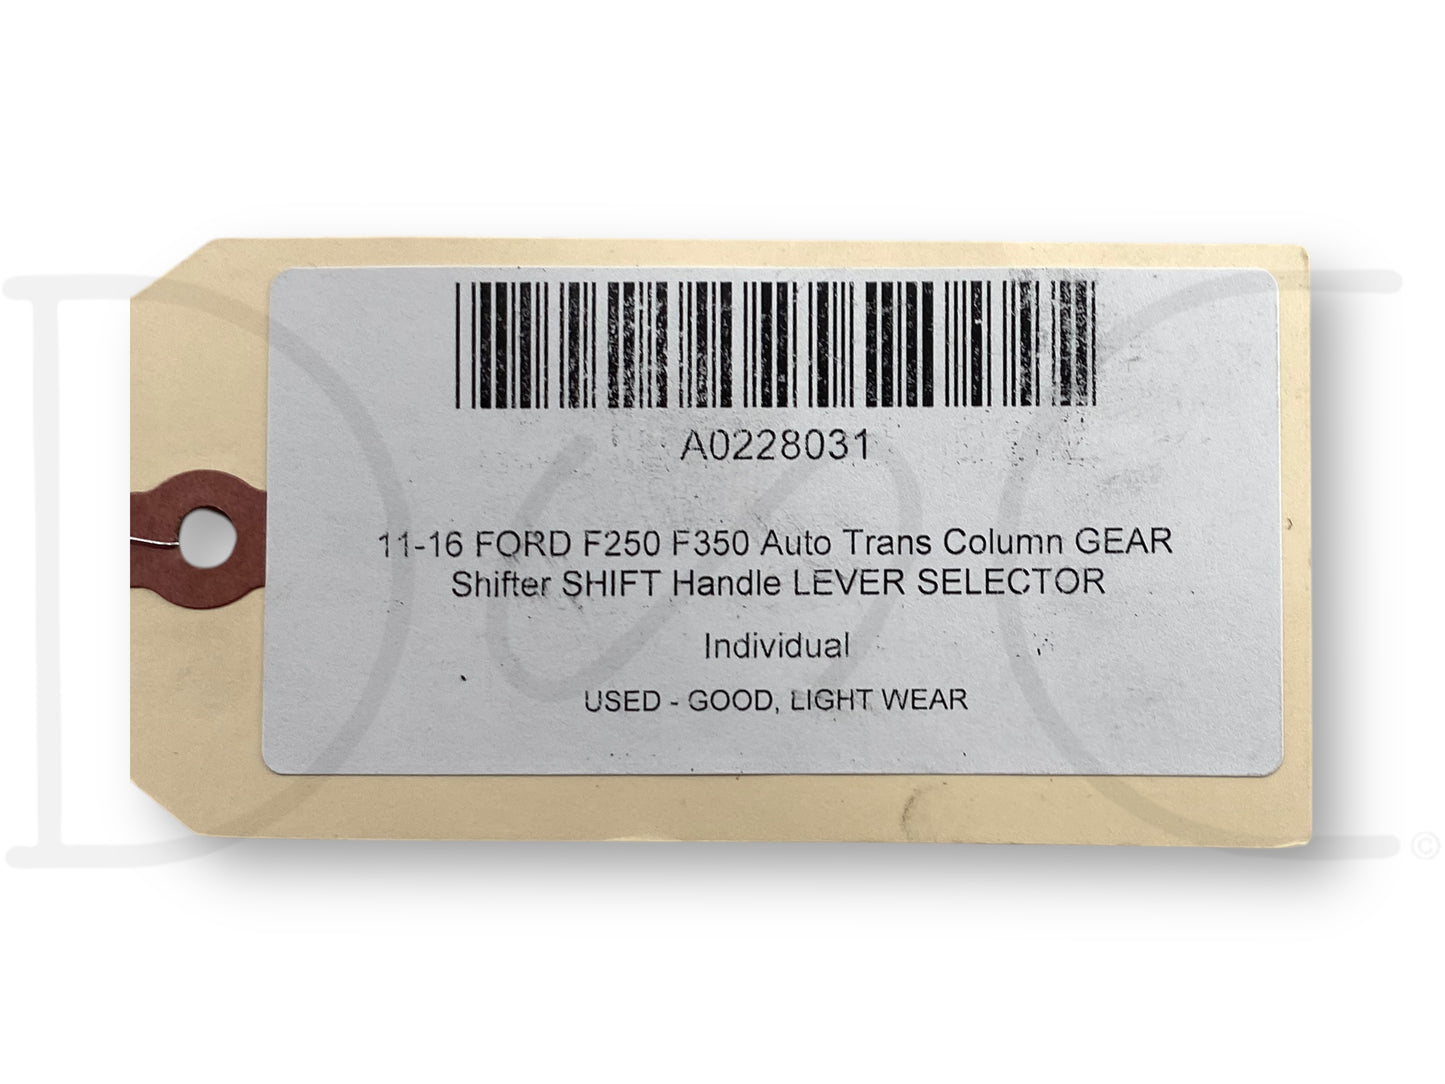 A0228031
11-16 FORD F250 F350 Auto Trans Column GEAR
Shifter SHIFT Handle LEVER SELECTOR
Individual
USED - GOOD, LIGHT WEAR
©